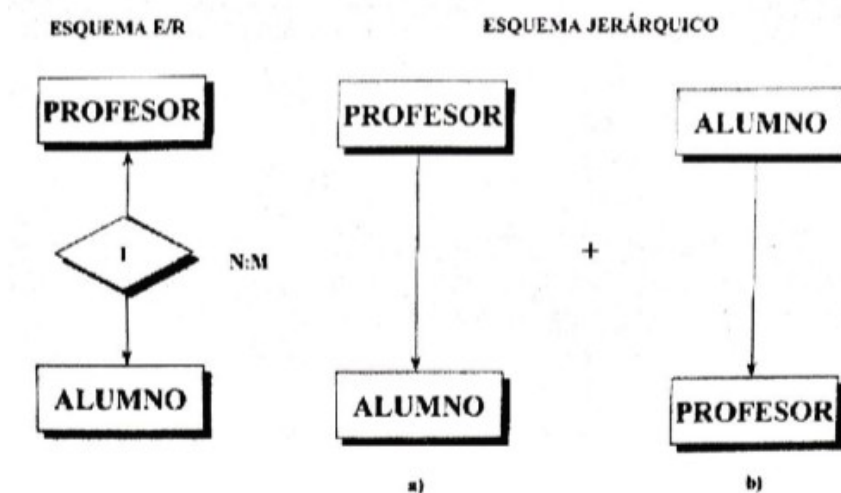 ESQUEMA E/R
ESQUEMA JERÁRQUICO
PROFESOR
PROFESOR
ALUMNO
I
N:M
+
ALUMNO
ALUMNO
PROFESOR
a)
b)